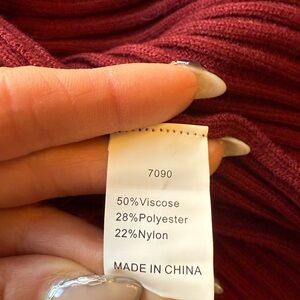 7090
50%Viscose
28%Polyester
22%Nylon
MADE IN CHINA